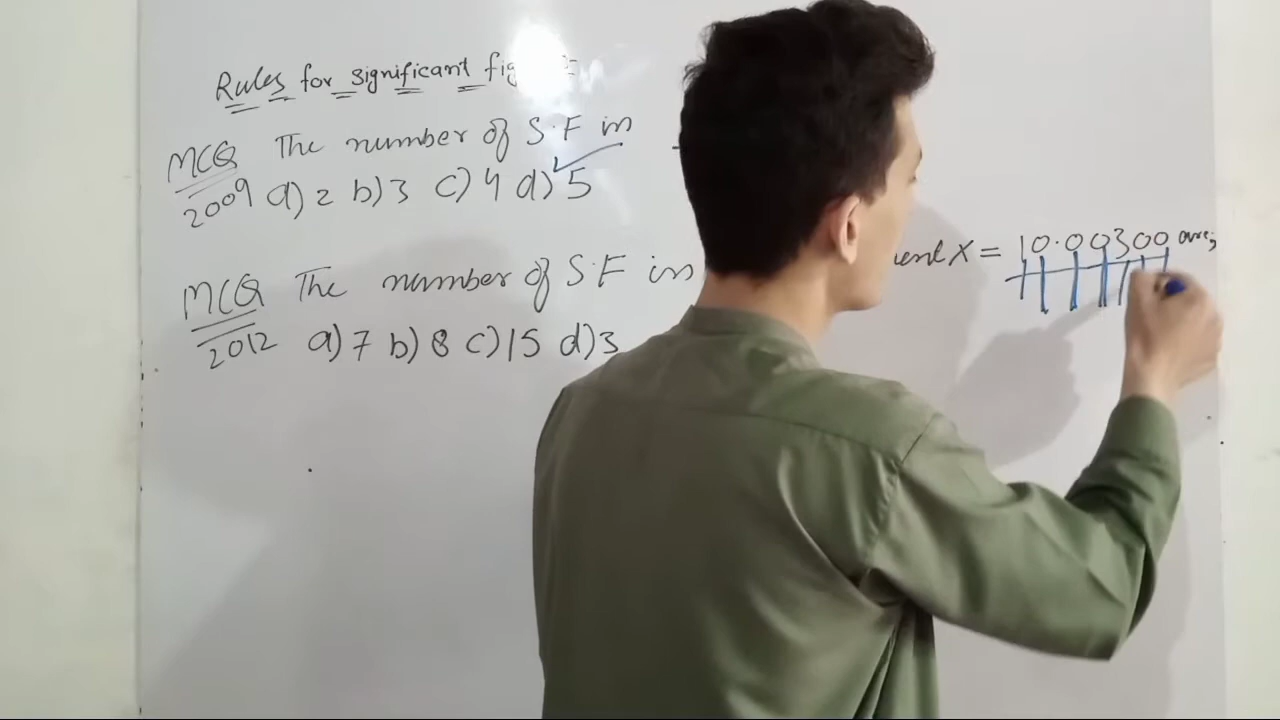 Rules for significant fig
MCQ The number of S.F in
2009 a) 2 b) 3 c) 4 d) 5
MCQ The number of S.F in X = 10.00300 are;
2012 a) 7 b) 8 c) 15 d) 3